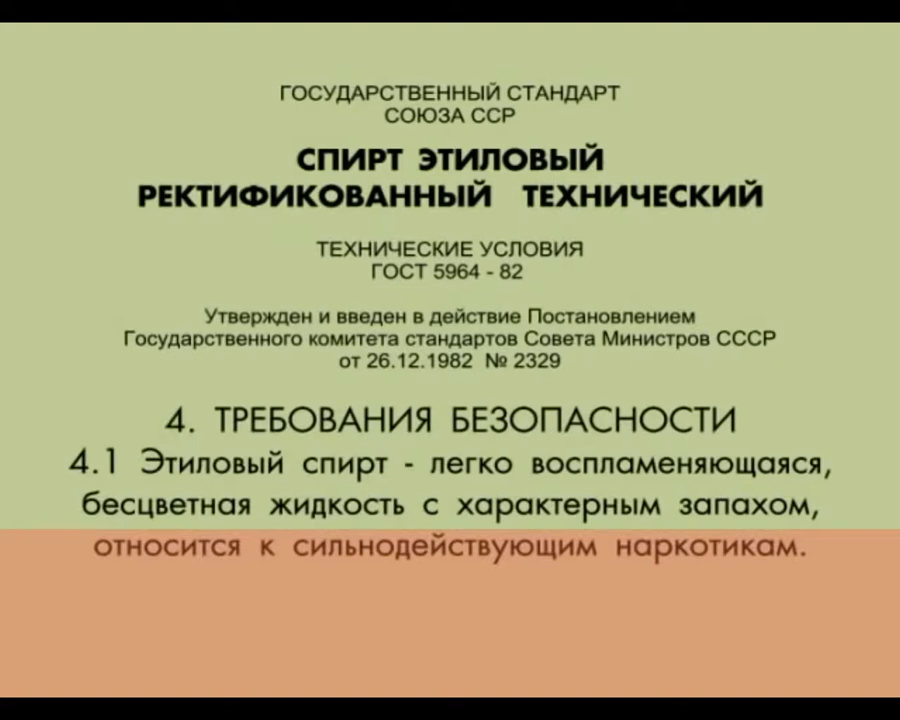 ГОСУДАРСТВЕННЫЙ СТАНДАРТ
СОЮЗА ССР
СПИРТ ЭТИЛОВЫЙ
РЕКТИФИКОВАННЫЙ ТЕХНИЧЕСКИЙ
ТЕХНИЧЕСКИЕ УСЛОВИЯ
ГОСТ 5964 - 82
Утвержден и введен в действие Постановлением
Государственного комитета стандартов Совета Министров СССР
от 26.12.1982 № 2329
4. ТРЕБОВАНИЯ БЕЗОПАСНОСТИ
4.1 Этиловый спирт - легко воспламеняющаяся,
бесцветная жидкость с характерным запахом,
относится к сильнодействующим наркотикам.